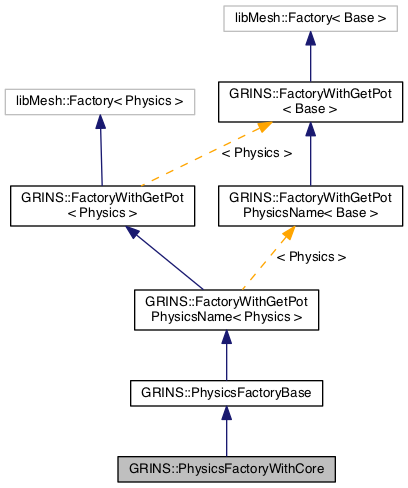 libMesh::Factory< Base >
GRINS::FactoryWithGetPot
< Base >
libMesh::Factory< Physics >
< Physics >
GRINS::FactoryWithGetPot
< Physics >
GRINS::FactoryWithGetPot
PhysicsName< Base >
< Physics >
GRINS::FactoryWithGetPot
PhysicsName< Physics >
GRINS::PhysicsFactoryBase
GRINS::PhysicsFactoryWithCore